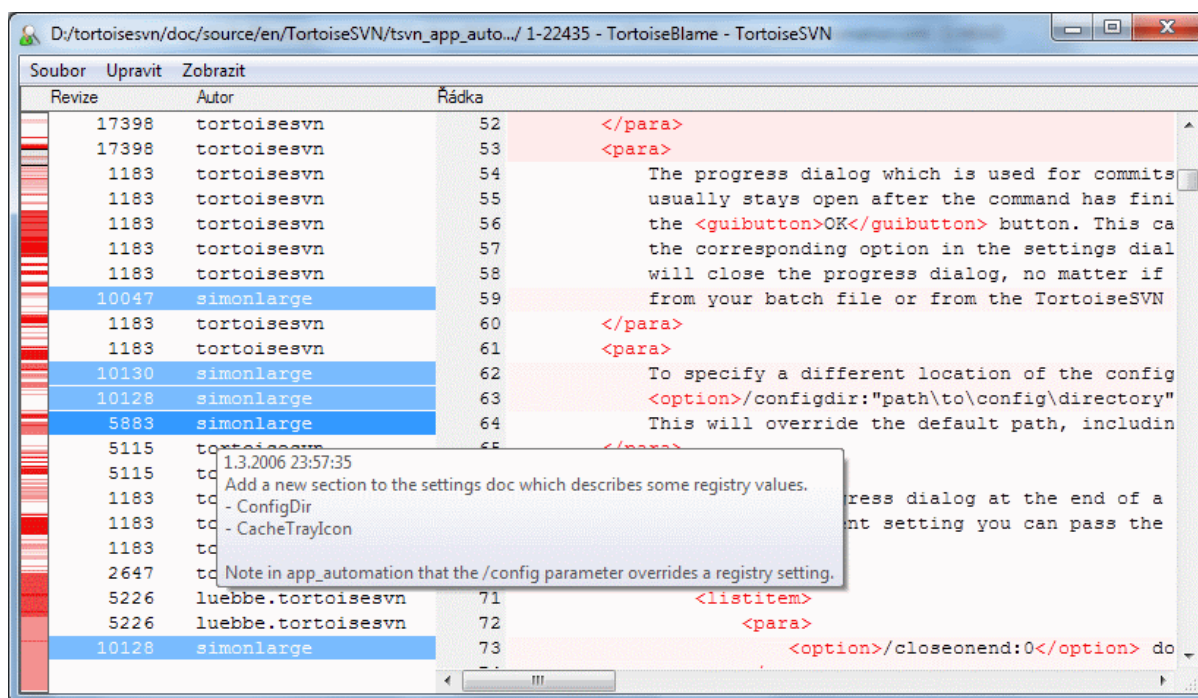 D:/tortoisesvn/doc/source/en/TortoiseSVN/tsvn_app_auto.../ 1-22435 - TortoiseBlame - TortoiseSVN
Soubor Upravit Zobrazit
Revize Autor Řádka
17398 tortoisesvn 52 </para>
17398 tortoisesvn 53 <para>
1183 tortoisesvn 54 The progress dialog which is used for commits
1183 tortoisesvn 55 usually stays open after the command has fini
1183 tortoisesvn 56 the <guibutton>OK</guibutton> button. This ca
1183 tortoisesvn 57 the corresponding option in the settings dial
1183 tortoisesvn 58 will close the progress dialog, no matter if
10047 simonlarge 59 from your batch file or from the TortoiseSVN
1183 tortoisesvn 60 </para>
1183 tortoisesvn 61 <para>
10130 simonlarge 62 To specify a different location of the config
10128 simonlarge 63 <option>/configdir:"path\to\config\directory"
5883 simonlarge 64 This will override the default path, includin
5115 tortoisesvn 65 </para>
5115 tc
1183 tc ress dialog at the end of a
1183 tc nt setting you can pass the
1183 tc
2647 tc
1.3.2006 23:57:35
Add a new section to the settings doc which describes some registry values.
- ConfigDir
- CacheTrayIcon
Note in app_automation that the /config parameter overrides a registry setting.
5226 luebbe.tortoisesvn 71 <listitem>
5226 luebbe.tortoisesvn 72 <para>
10128 simonlarge 73 <option>/closeonend:0</option> do